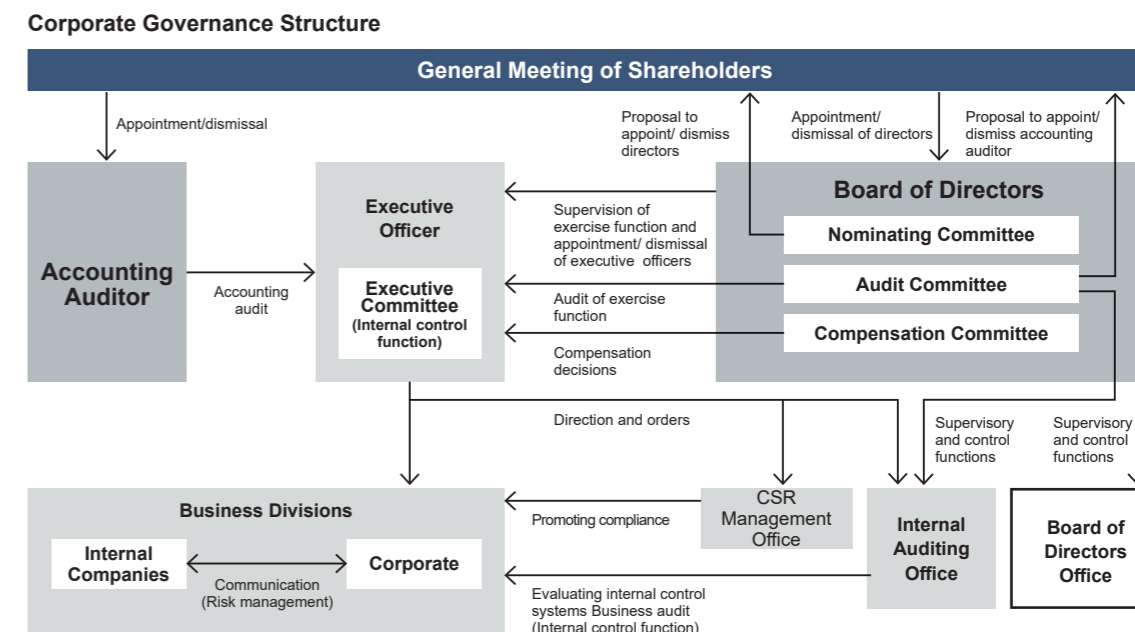 Corporate Governance Structure
General Meeting of Shareholders
Appointment/dismissal
Proposal to
appoint/ dismiss
directors
Appointment/
dismissal of directors
Proposal to appoint/
dismiss accounting
auditor
Accounting
Auditor
Accounting
audit
Executive
Officer
Executive
Committee
(Internal control
function)
Supervision of
exercise function and
appointment/ dismissal
of executive officers
Audit of exercise
function
Compensation
decisions
Board of Directors
Nominating Committee
Audit Committee
Compensation Committee
Direction and orders
Supervisory
and control
functions
Supervisory
and control
functions
Business Divisions
Internal
Companies
Communication
(Risk management)
Corporate
Promoting compliance
CSR
Management
Office
Evaluating internal control
systems Business audit
(Internal control function)
Internal
Auditing
Office
Board of
Directors
Office